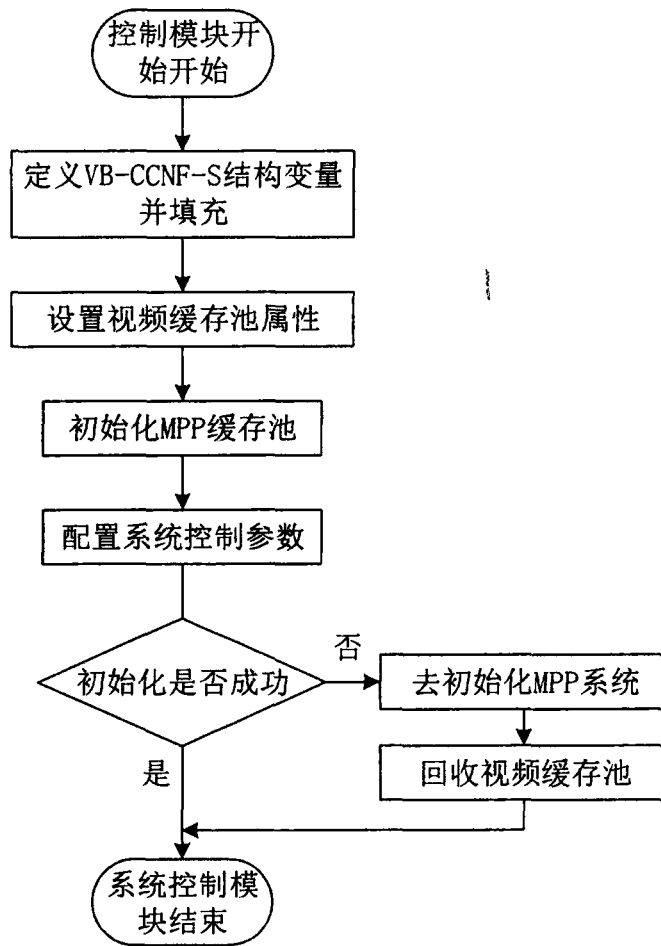 控制模块开
始开始
定义VB-CCNF-S结构变量
并填充
设置视频缓存池属性
初始化MPP缓存池
配置系统控制参数
初始化是否成功
否
去初始化MPP系统
是
回收视频缓存池
系统控制模
块结束